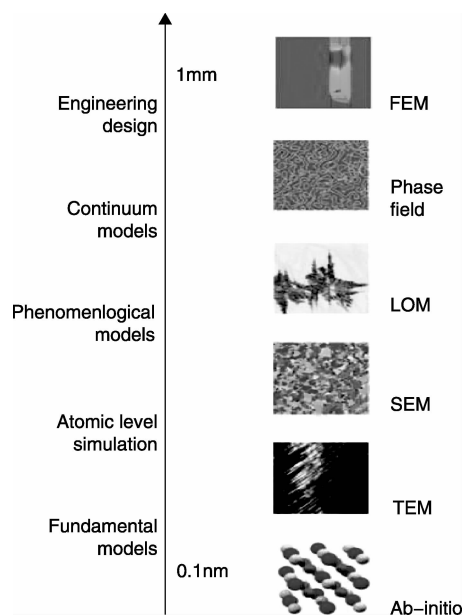 1mm
Engineering
design
FEM
Continuum
models
Phase
field
Phenomenlogical
models
LOM
Atomic level
simulation
SEM
Fundamental
models
TEM
0.1nm
Ab–initio